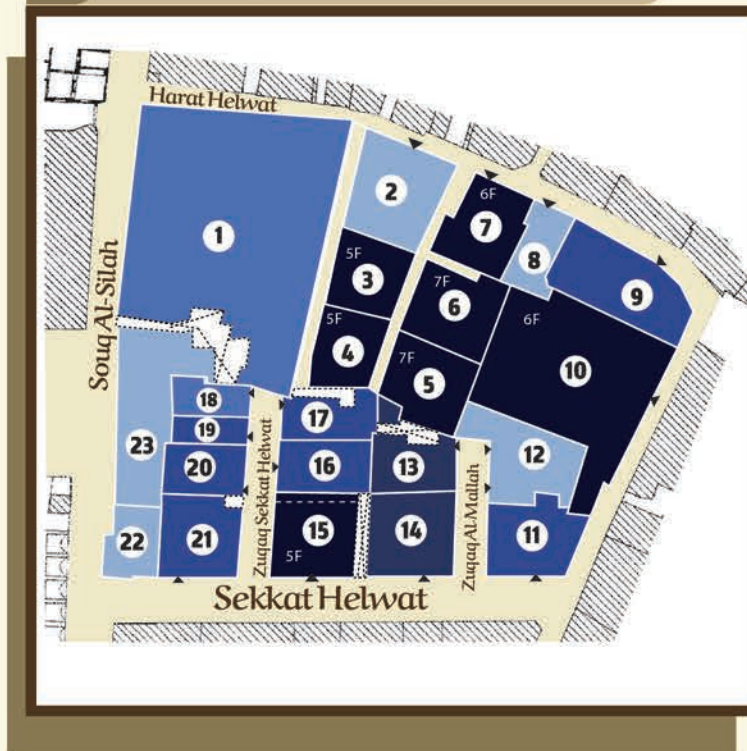 Harat Helwat
Souq Al-Silah
1
2
6F
7
8
9
5F
3
7F
6
6F
10
5F
4
7F
5
18
17
23
19
20
16
13
12
Zuqaq Sekkat Helwat
Zuqaq Al-Mallah
22
21
15
5F
14
11
Sekkat Helwat